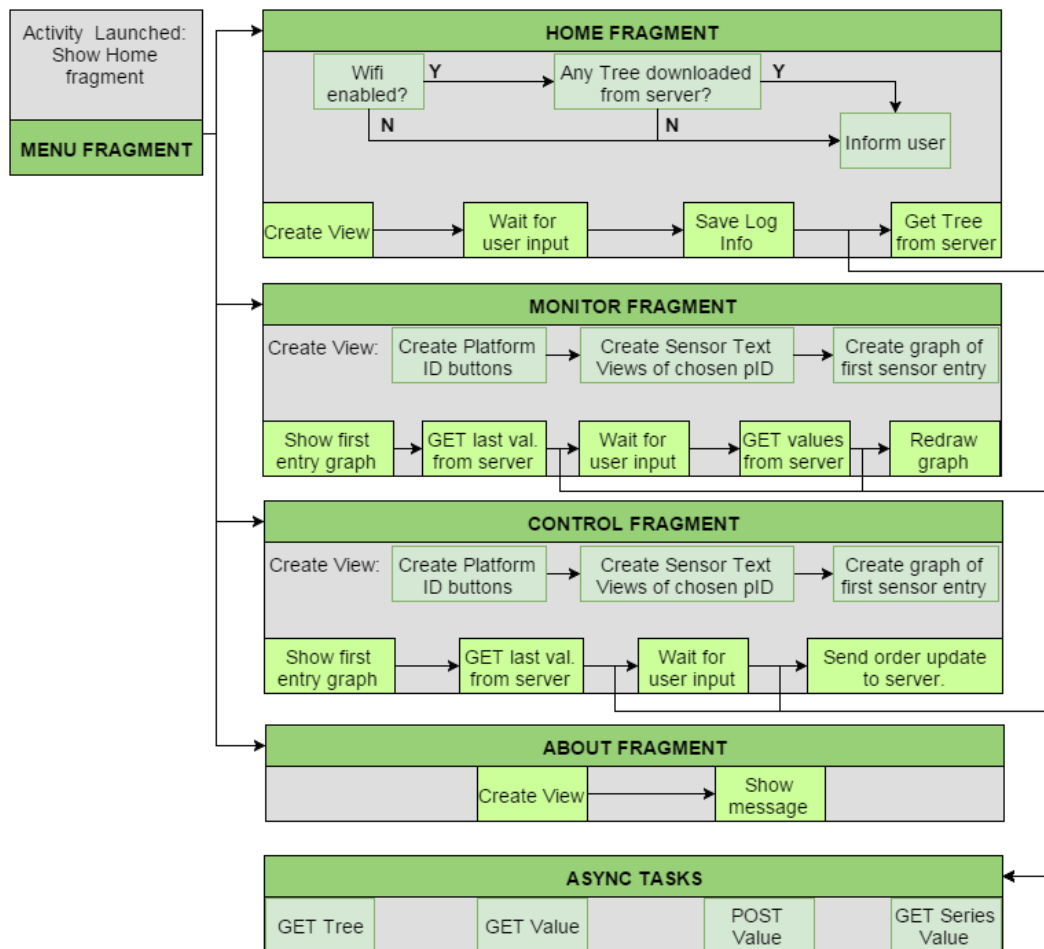 Activity Launched:
Show Home
fragment
MENU FRAGMENT
HOME FRAGMENT
Wifi
enabled?
Y
Any Tree downloaded
from server?
Y
N
N
Inform user
Create View
Wait for
user input
Save Log
Info
Get Tree
from server
MONITOR FRAGMENT
Create View:
Create Platform
ID buttons
Create Sensor Text
Views of chosen pID
Create graph of
first sensor entry
Show first
entry graph
GET last val.
from server
Wait for
user input
GET values
from server
Redraw
graph
CONTROL FRAGMENT
Create View:
Create Platform
ID buttons
Create Sensor Text
Views of chosen pID
Create graph of
first sensor entry
Show first
entry graph
GET last val.
from server
Wait for
user input
Send order update
to server.
ABOUT FRAGMENT
Create View
Show
message
ASYNC TASKS
GET Tree
GET Value
POST
Value
GET Series
Value